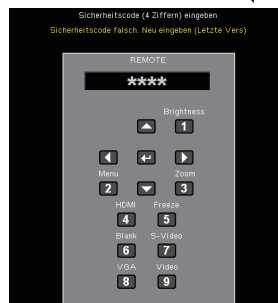 Sicherheitscode (4 Ziffern) eingeben
Sicherheitscode falsch. Neu eingeben (Letzte Vers)
REMOTE
****
Brightness
1
Menu Zoom
2 3
HDMI Freeze
4 5
Blank S-Video
6 7
VGA Video
8 9